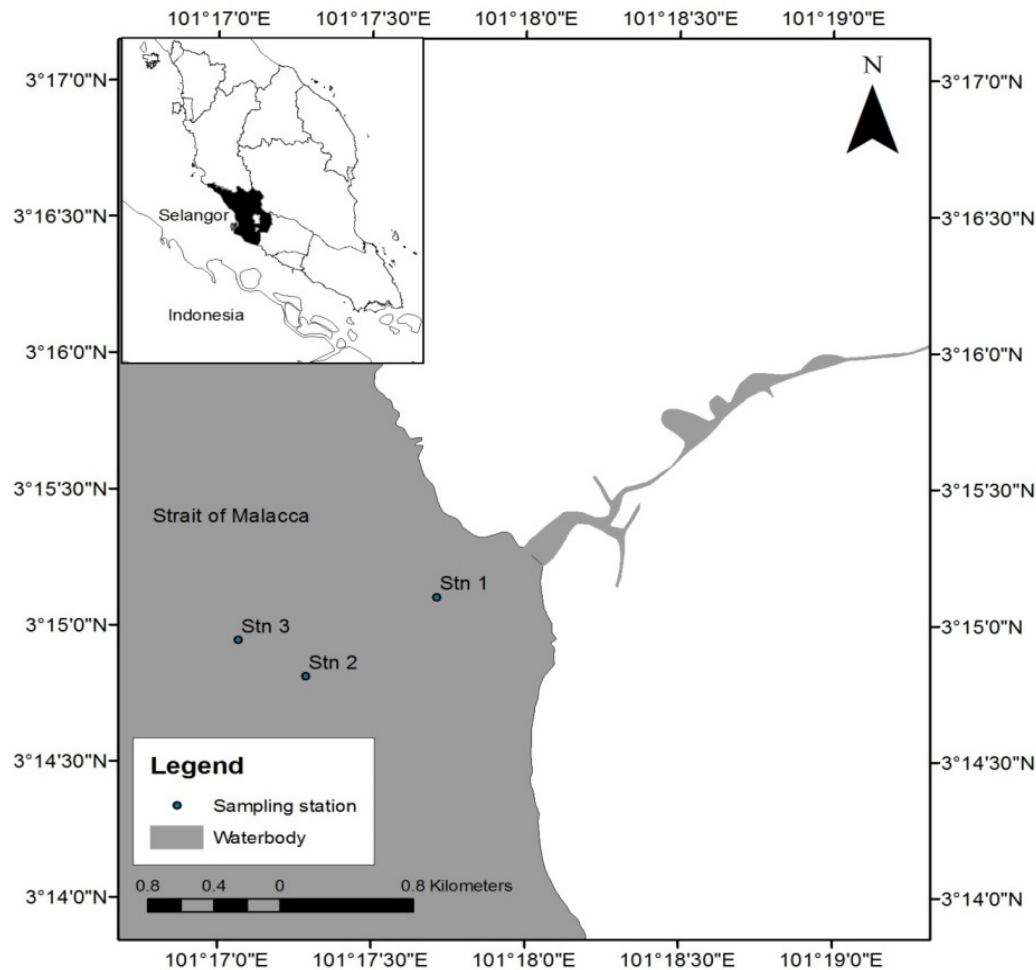 101°17'0"E 101°17'30"E 101°18'0"E 101°18'30"E 101°19'0"E
3°17'0"N
3°16'30"N
3°16'0"N
3°15'30"N
3°15'0"N
3°14'30"N
3°14'0"N
Selangor
Indonesia
N
3°17'0"N
3°16'30"N
3°16'0"N
3°15'30"N
3°15'0"N
3°14'30"N
3°14'0"N
Strait of Malacca
Stn 1
Stn 3
Stn 2
Legend
Sampling station
Waterbody
0.8 0.4 0 0.8 Kilometers
101°17'0"E 101°17'30"E 101°18'0"E 101°18'30"E 101°19'0"E